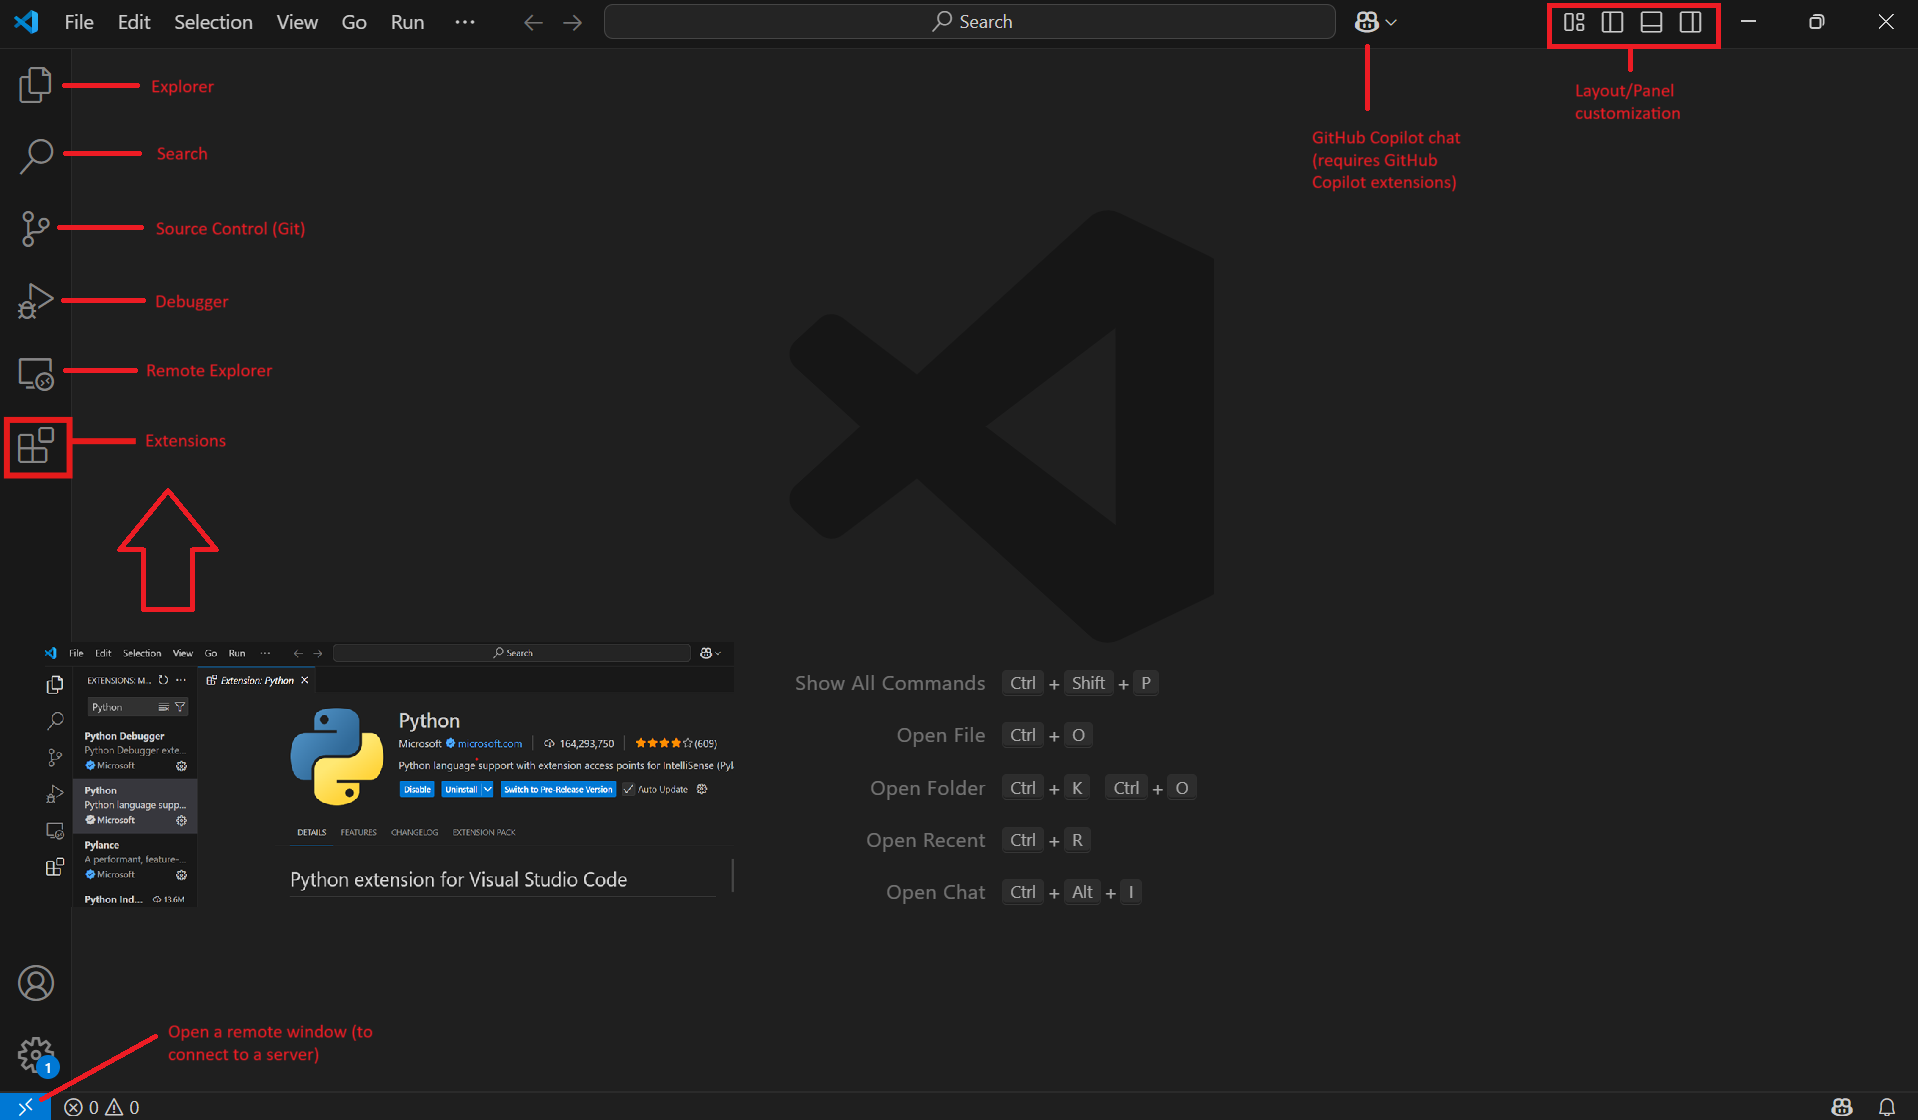 File Edit Selection View Go Run ···
Search
Explorer
Search
Source Control (Git)
Debugger
Remote Explorer
Extensions
GitHub Copilot chat
(requires GitHub
Copilot extensions)
Layout/Panel
customization
File Edit Selection View Go Run ···
Search
EXTENSIONS: M... ···
Extension: Python
Python
Python Debugger
Python Debugger exte...
Microsoft
Python
Python language supp...
Microsoft
Pylance
A performant, feature-...
Microsoft
Python Ind... 13.6M
Python
Microsoft microsoft.com 164,293,750 (609)
Python language support with extension access points for IntelliSense (Pyl
Disable Uninstall Switch to Pre-Release Version Auto Update
DETAILS FEATURES CHANGELOG EXTENSION PACK
Python extension for Visual Studio Code
Show All Commands Ctrl + Shift + P
Open File Ctrl + O
Open Folder Ctrl + K Ctrl + O
Open Recent Ctrl + R
Open Chat Ctrl + Alt + I
Open a remote window (to
connect to a server)
1
0 0